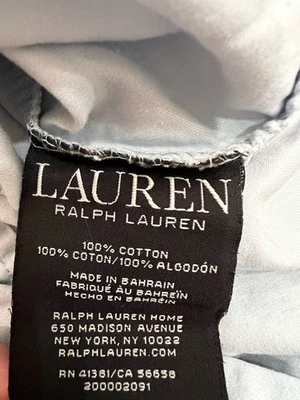 LAUREN
RALPH LAUREN
100% COTTON
100% COTON/100% ALGODÓN
MADE IN BAHRAIN
FABRIQUÉ AU BAHREÏN
HECHO EN BAHRÉIN
RALPH LAUREN HOME
650 MADISON AVENUE
NEW YORK, NY 10022
RALPHLAUREN.COM
RN 41381/CA 56658
200002091